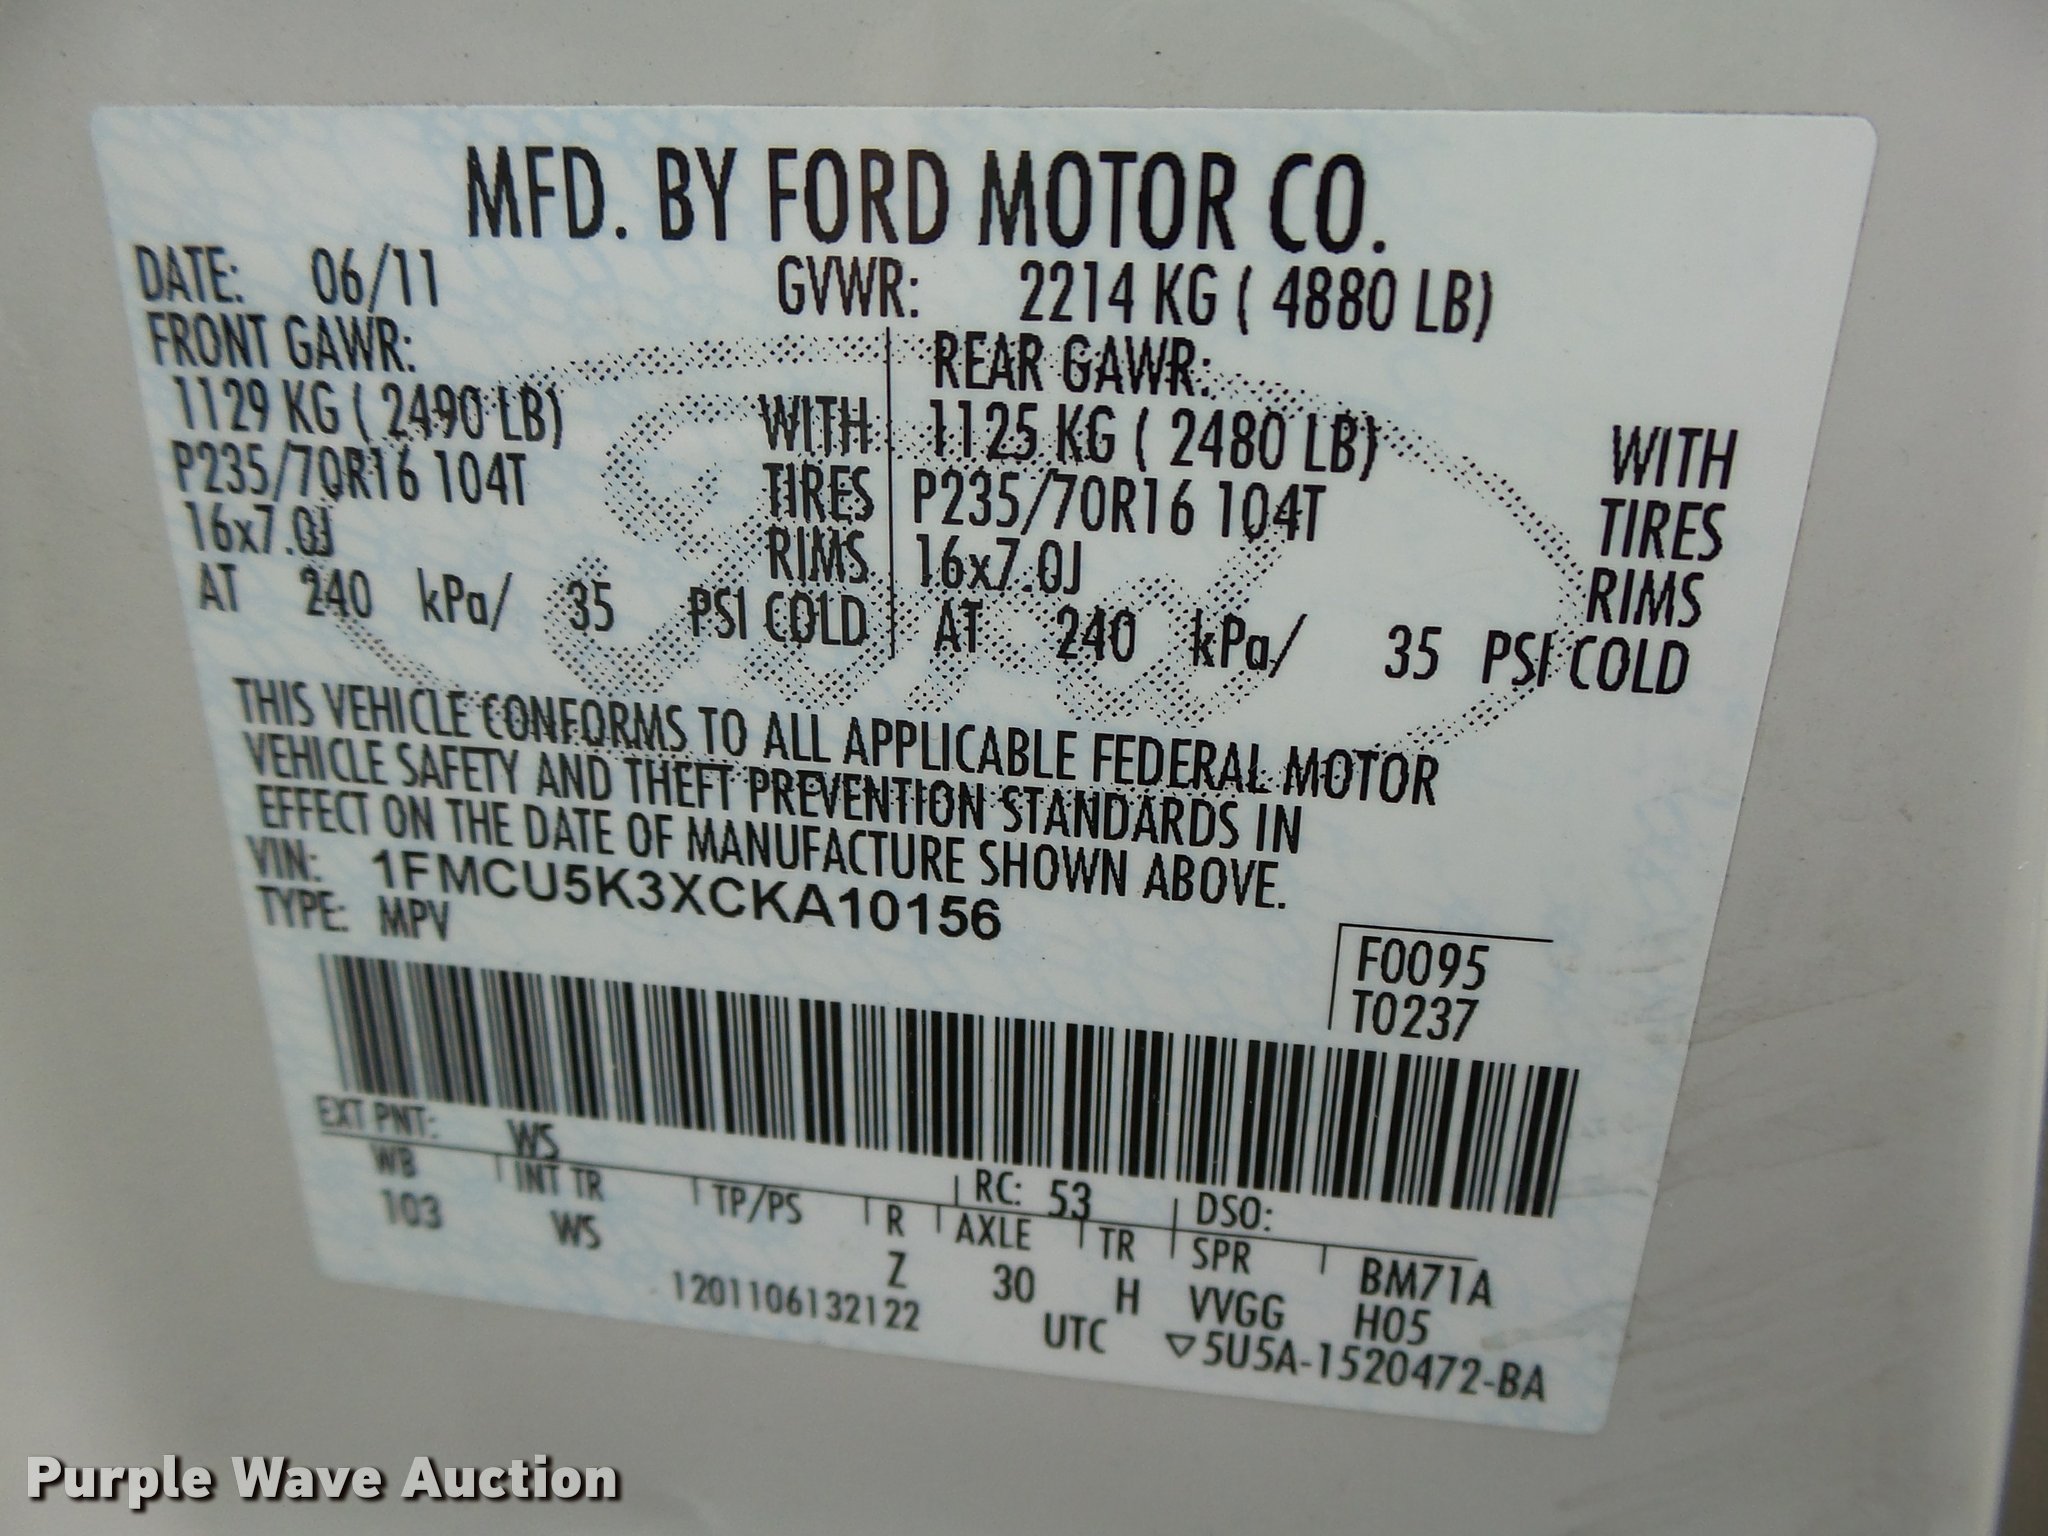 MFD. BY FORD MOTOR CO.
DATE: 06/11 GVWR: 2214 KG ( 4880 LB)
FRONT GAWR: REAR GAWR:
1129 KG ( 2490 LB) WITH 1125 KG ( 2480 LB) WITH
P235/70R16 104T TIRES P235/70R16 104T TIRES
16x7.0J RIMS 16x7.0J RIMS
AT 240 kPa/ 35 PSI COLD AT 240 kPa/ 35 PSI COLD
THIS VEHICLE CONFORMS TO ALL APPLICABLE FEDERAL MOTOR
VEHICLE SAFETY AND THEFT PREVENTION STANDARDS IN
EFFECT ON THE DATE OF MANUFACTURE SHOWN ABOVE.
VIN: 1FMCU5K3XCKA10156
TYPE: MPV
F0095
T0237
EXT PNT: WS RC: 53 DSO:
WB INT TR TP/PS R AXLE TR SPR BM71A
103 WS Z 30 H VVGG H05
1201106132122 UTC ▽5U5A-1520472-BA
Ford
Purple Wave Auction